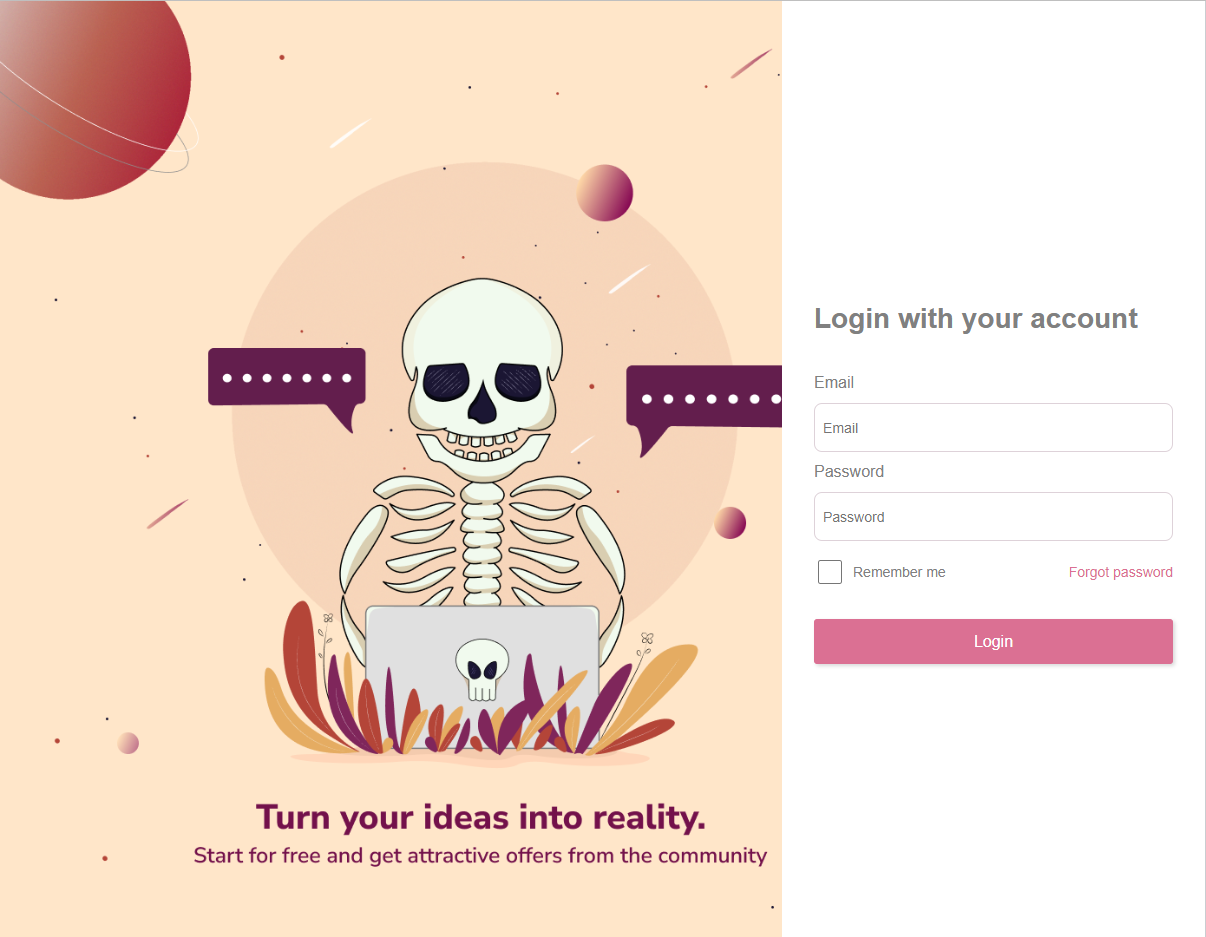 Turn your ideas into reality.
Start for free and get attractive offers from the community
Login with your account
Email
Email
Password
Password
Remember me
Forgot password
Login